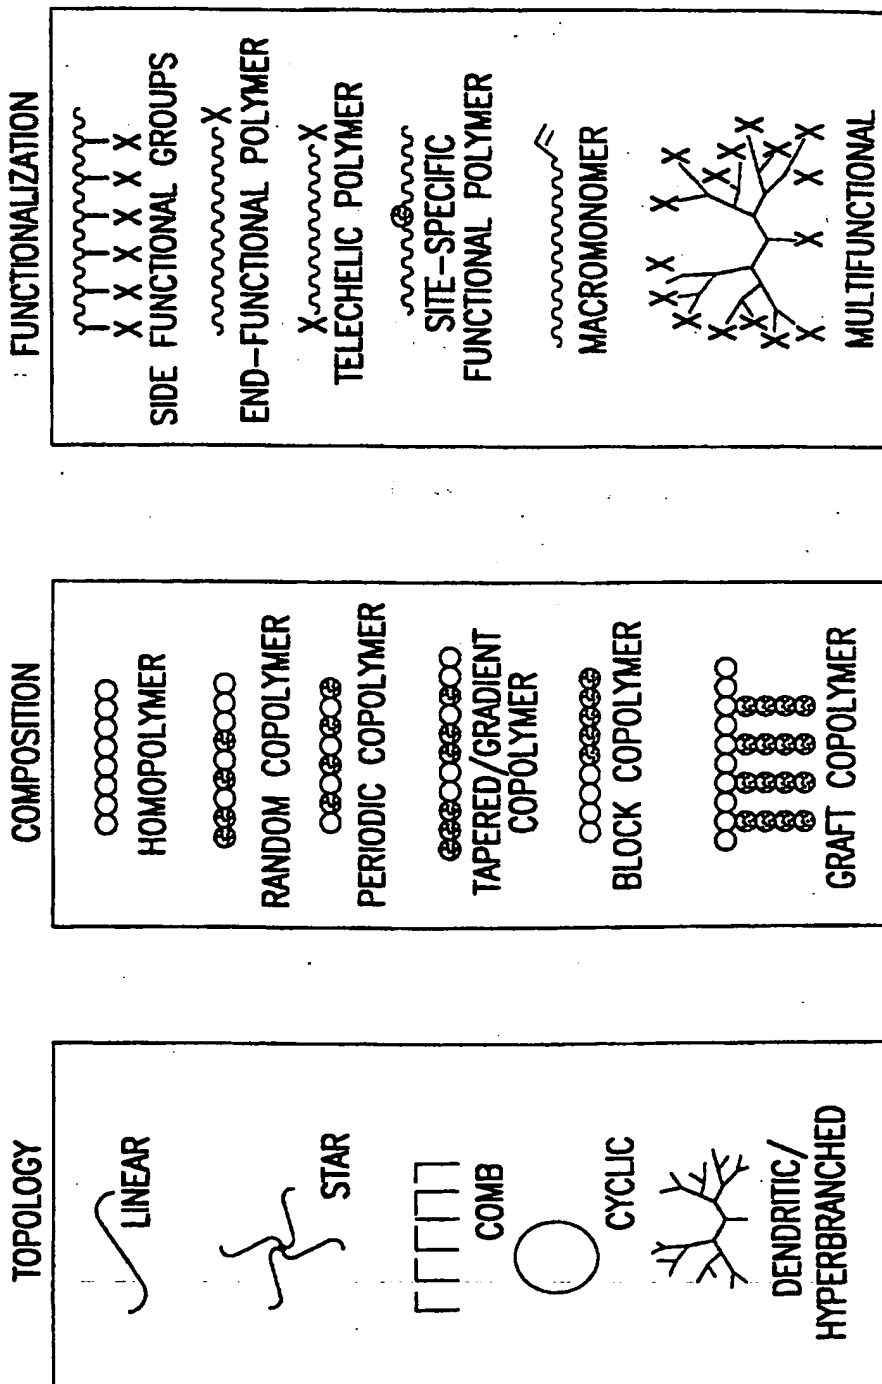 TOPOLOGY
LINEAR
STAR
COMB
CYCLIC
DENDRITIC/
HYPERBRANCHED
COMPOSITION
HOMOPOLYMER
RANDOM COPOLYMER
PERIODIC COPOLYMER
TAPERED/GRADIENT
COPOLYMER
BLOCK COPOLYMER
GRAFT COPOLYMER
FUNCTIONALIZATION
X X X X X X
SIDE FUNCTIONAL GROUPS
X
END-FUNCTIONAL POLYMER
X X
TELECHELIC POLYMER
SITE-SPECIFIC
FUNCTIONAL POLYMER
MACROMONOMER
X X X X X X X X X X X X X X X X X
MULTIFUNCTIONAL